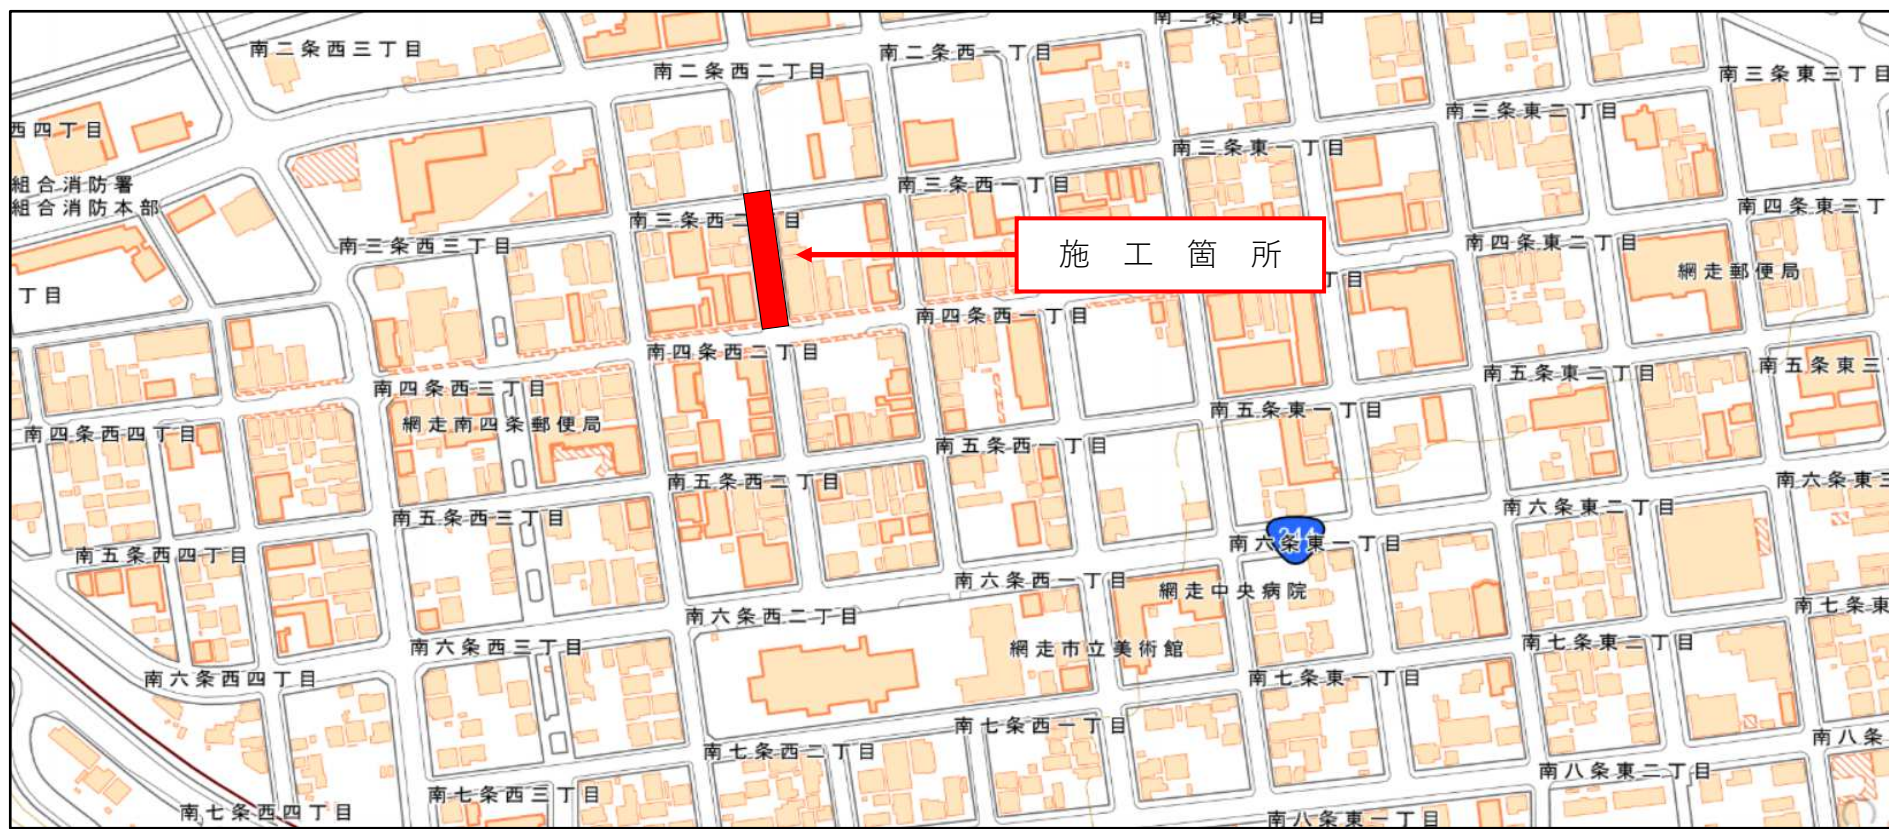 南二条東一丁目
南二条西三丁目
南二条西一丁目
南二条西二丁目
南三条東三丁目
南三条東二丁目
西四丁目
南三条東一丁目
組合消防署
組合消防本部
南三条西一丁目
南四条東三丁
南三条西二 目
南三条西三丁目
施工箇所
南四条東二丁目
網走郵便局
丁目
丁目
南四条西一丁目
南四条西二丁目
南五条東三
南五条東二丁目
南四条西三丁目
網走南四条郵便局
南五条東一丁目
南四条西四丁目
南五条西一丁目
南五条西二丁目
南六条東三
南五条西三丁目
南六条東二丁目
244
南六条東一丁目
南五条西四丁目
南六条西一丁目
網走中央病院
南七条東
南六条西二丁目
南六条西三丁目
網走市立美術館
南七条東二丁目
南六条西四丁目
南七条東一丁目
南七条西一丁目
南八条
南七条西二丁目
南八条東二丁目
南七条西三丁目
南七条西四丁目
南八条東一丁目